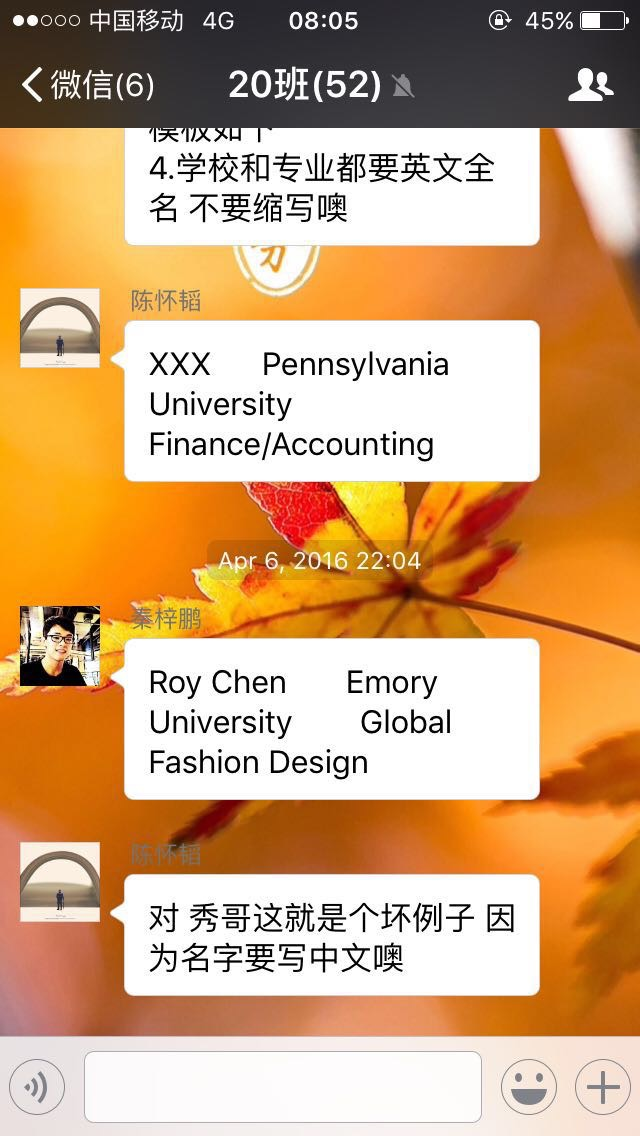 中国移动 4G 08:05 45%
微信(6) 20班(52)
模板如下
4.学校和专业都要英文全
名 不要缩写噢
陈怀韬
XXX Pennsylvania
University
Finance/Accounting
Apr 6, 2016 22:04
秦梓鹏
Roy Chen Emory
University Global
Fashion Design
陈怀韬
对 秀哥这就是个坏例子 因
为名字要写中文噢